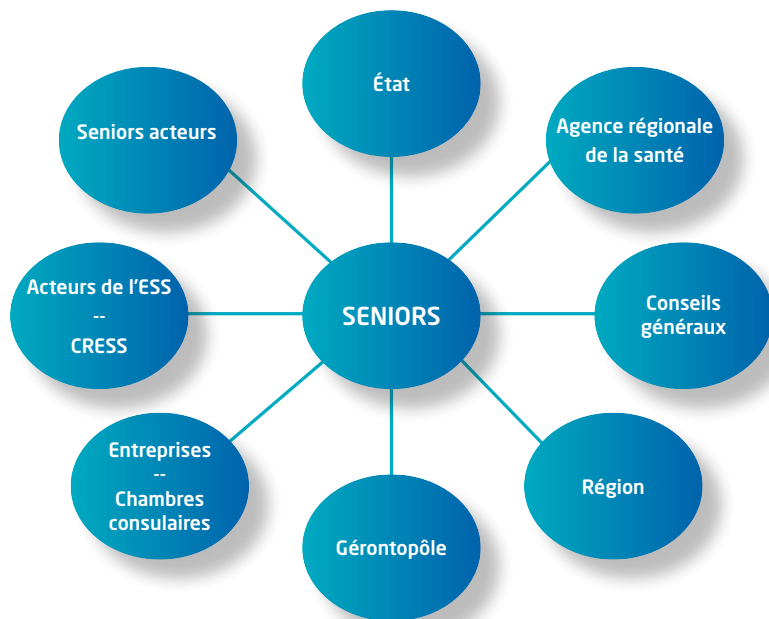 État
Seniors acteurs
Agence régionale
de la santé
Acteurs de l'ESS
--
CRESS
SENIORS
Conseils
généraux
Entreprises
--
Chambres
consulaires
Région
Gérontopôle